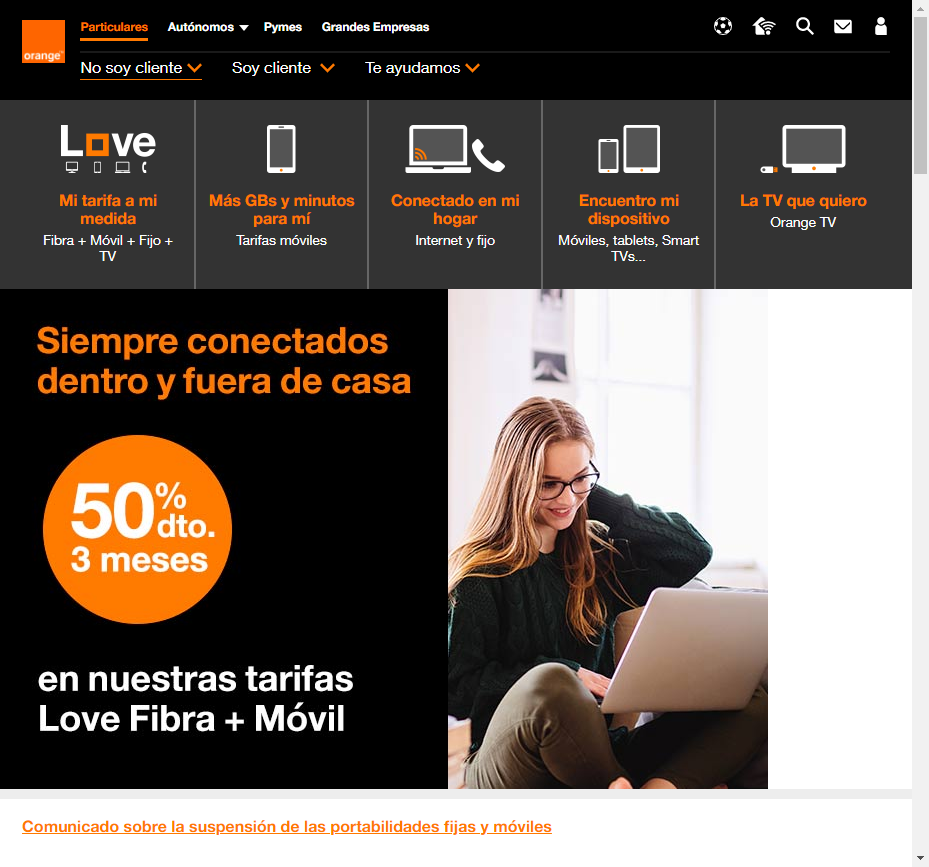 orange™
Particulares
Autónomos
Pymes
Grandes Empresas
No soy cliente
Soy cliente
Te ayudamos
Love
Mi tarifa a mi
medida
Fibra + Móvil + Fijo +
TV
Más GBs y minutos
para mí
Tarifas móviles
Conectado en mi
hogar
Internet y fijo
Encuentro mi
dispositivo
Móviles, tablets, Smart
TVs...
La TV que quiero
Orange TV
Siempre conectados
dentro y fuera de casa
50%
dto.
3 meses
en nuestras tarifas
Love Fibra + Móvil
Comunicado sobre la suspensión de las portabilidades fijas y móviles